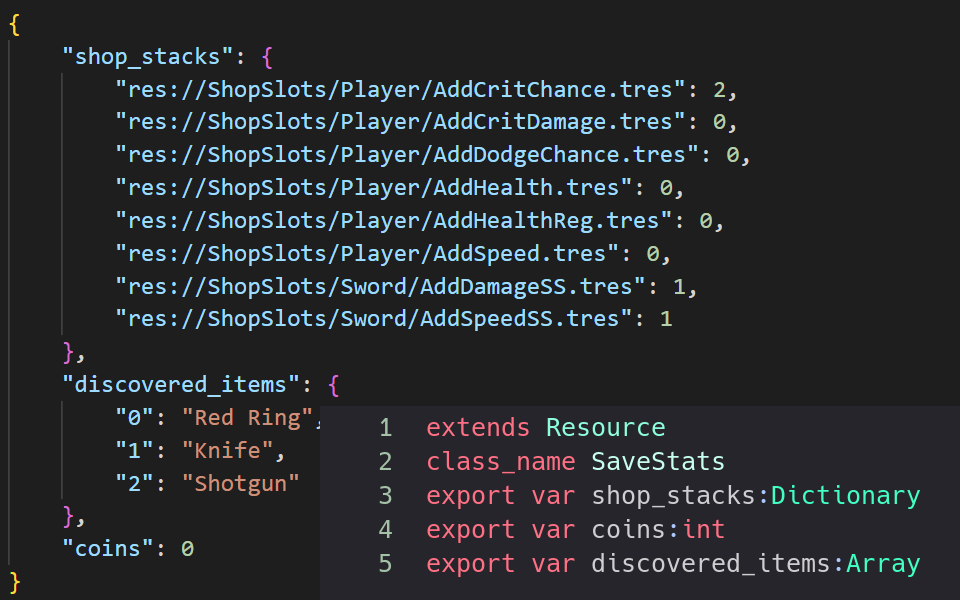 {
"shop_stacks": {
"res://ShopSlots/Player/AddCritChance.tres": 2,
"res://ShopSlots/Player/AddCritDamage.tres": 0,
"res://ShopSlots/Player/AddDodgeChance.tres": 0,
"res://ShopSlots/Player/AddHealth.tres": 0,
"res://ShopSlots/Player/AddHealthReg.tres": 0,
"res://ShopSlots/Player/AddSpeed.tres": 0,
"res://ShopSlots/Sword/AddDamageSS.tres": 1,
"res://ShopSlots/Sword/AddSpeedSS.tres": 1
},
"discovered_items": {
"0": "Red Ring",
"1": "Knife",
"2": "Shotgun"
},
"coins": 0
}
1 extends Resource
2 class_name SaveStats
3 export var shop_stacks:Dictionary
4 export var coins:int
5 export var discovered_items:Array